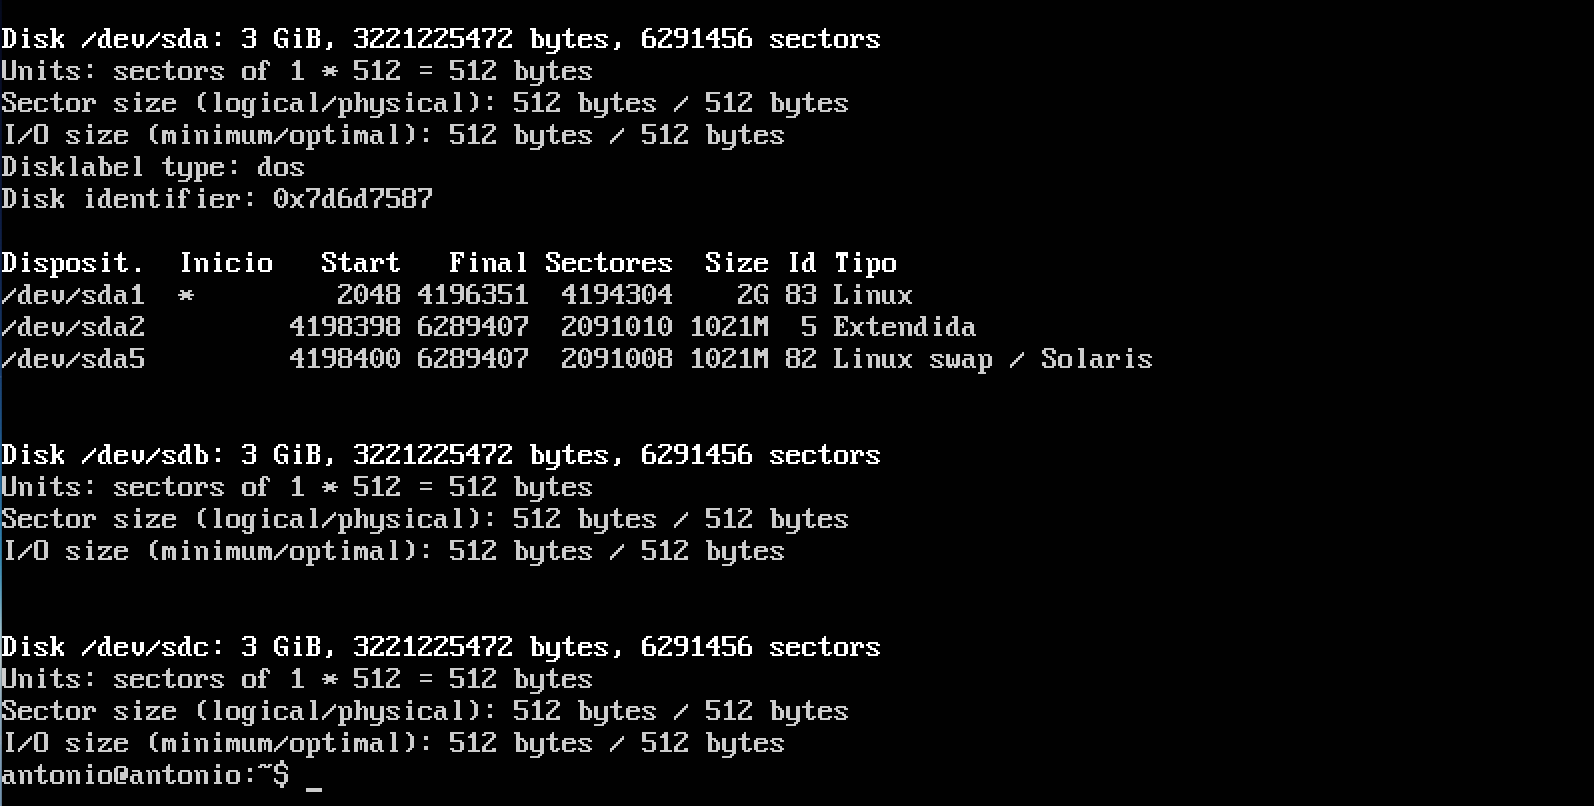 Disk /dev/sda: 3 GiB, 3221225472 bytes, 6291456 sectors
Units: sectors of 1 * 512 = 512 bytes
Sector size (logical/physical): 512 bytes / 512 bytes
I/O size (minimum/optimal): 512 bytes / 512 bytes
Disklabel type: dos
Disk identifier: 0x7d6d7587
Disposit.  Inicio   Start   Final Sectores  Size Id Tipo
/dev/sda1  *         2048 4196351  4194304    2G 83 Linux
/dev/sda2         4198398 6289407  2091010 1021M  5 Extendida
/dev/sda5         4198400 6289407  2091008 1021M 82 Linux swap / Solaris
Disk /dev/sdb: 3 GiB, 3221225472 bytes, 6291456 sectors
Units: sectors of 1 * 512 = 512 bytes
Sector size (logical/physical): 512 bytes / 512 bytes
I/O size (minimum/optimal): 512 bytes / 512 bytes
Disk /dev/sdc: 3 GiB, 3221225472 bytes, 6291456 sectors
Units: sectors of 1 * 512 = 512 bytes
Sector size (logical/physical): 512 bytes / 512 bytes
I/O size (minimum/optimal): 512 bytes / 512 bytes
antonio@antonio:~$ _